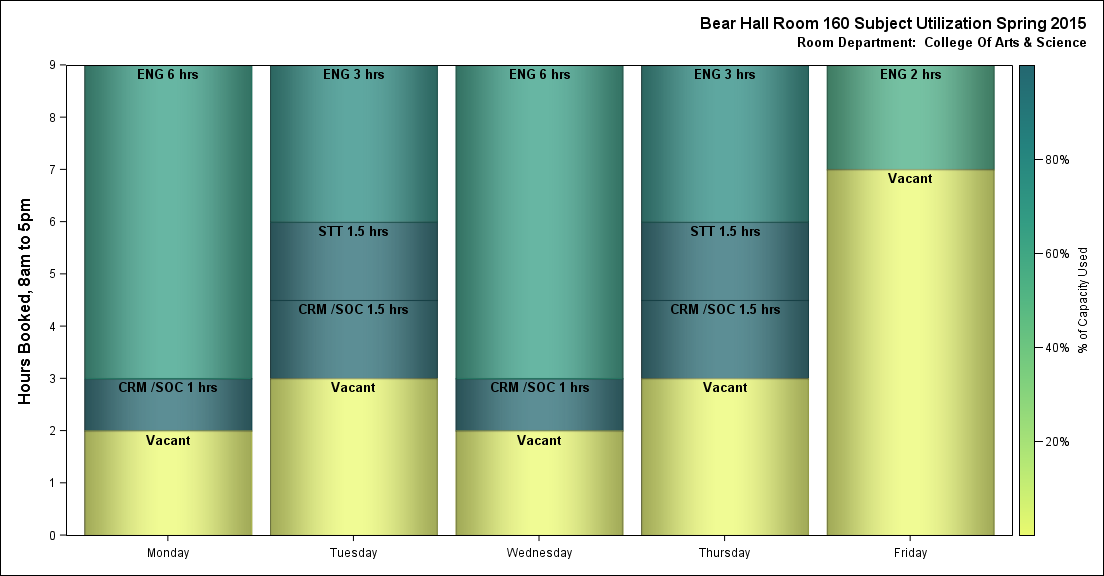 Bear Hall Room 160 Subject Utilization Spring 2015
Room Department:  College Of Arts & Science
Hours Booked, 8am to 5pm
9
8
7
6
5
4
3
2
1
0
ENG 6 hrs
CRM /SOC 1 hrs
Vacant
ENG 3 hrs
STT 1.5 hrs
CRM /SOC 1.5 hrs
Vacant
ENG 6 hrs
CRM /SOC 1 hrs
Vacant
ENG 3 hrs
STT 1.5 hrs
CRM /SOC 1.5 hrs
Vacant
ENG 2 hrs
Vacant
Monday
Tuesday
Wednesday
Thursday
Friday
80%
60%
40%
20%
% of Capacity Used